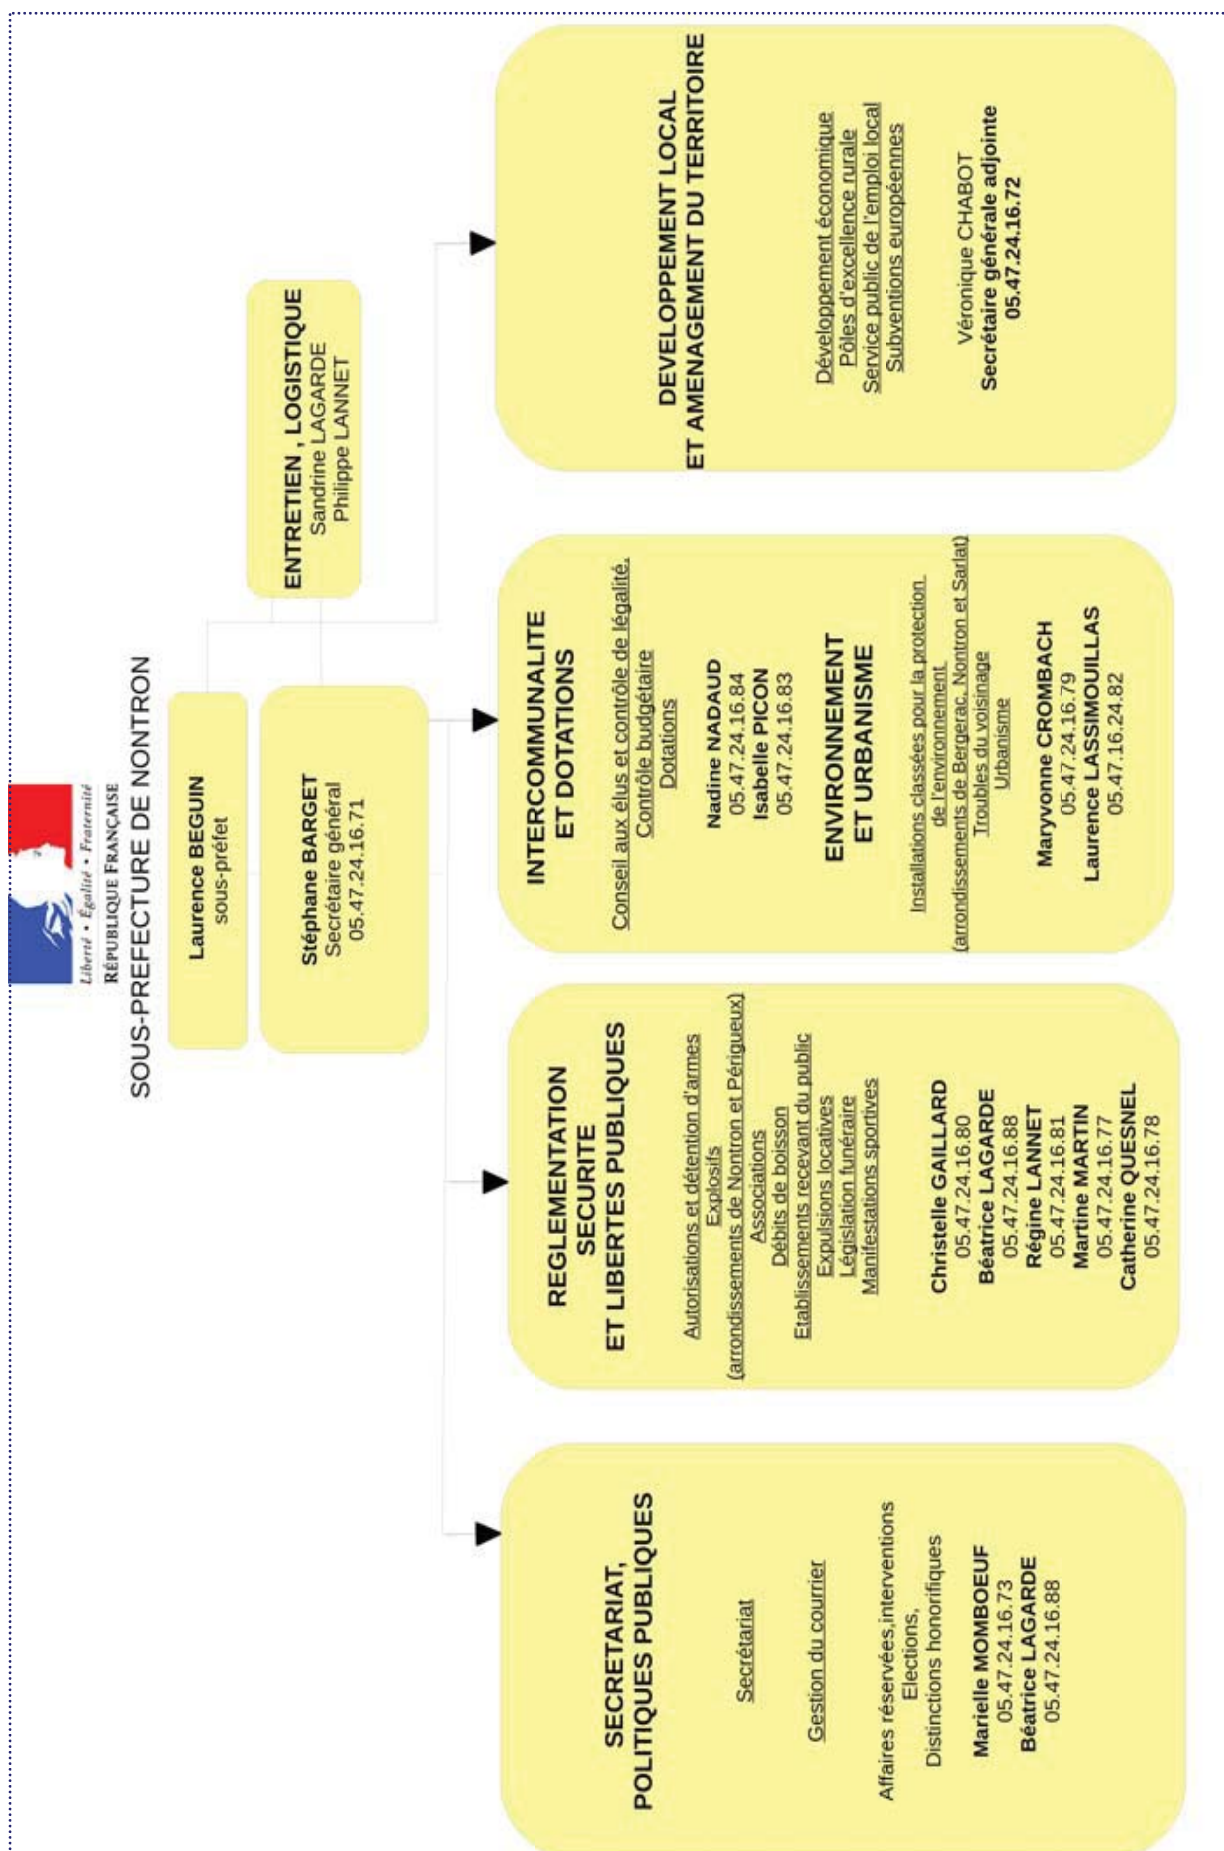 Liberté • Égalité • Fraternité
RÉPUBLIQUE FRANÇAISE
SOUS-PREFECTURE DE NONTRON
Laurence BEGUIN
sous-préfet
Stéphane BARGET
Secrétaire général
05.47.24.16.71
ENTRETIEN , LOGISTIQUE
Sandrine LAGARDE
Philippe LANNET
SECRETARIAT,
POLITIQUES PUBLIQUES
Secrétariat
Gestion du courrier
Affaires réservées,interventions
Elections,
Distinctions honorifiques
Marielle MOMBOEUF
05.47.24.16.73
Béatrice LAGARDE
05.47.24.16.88
REGLEMENTATION
SECURITE
ET LIBERTES PUBLIQUES
Autorisations et détention d'armes
Explosifs
(arrondissements de Nontron et Périgueux)
Associations
Débits de boisson
Etablissements recevant du public
Expulsions locatives
Législation funéraire
Manifestations sportives
Christelle GAILLARD
05.47.24.16.80
Béatrice LAGARDE
05.47.24.16.88
Régine LANNET
05.47.24.16.81
Martine MARTIN
05.47.24.16.77
Catherine QUESNEL
05.47.24.16.78
INTERCOMMUNALITE
ET DOTATIONS
Conseil aux élus et contrôle de légalité.
Contrôle budgétaire
Dotations
Nadine NADAUD
05.47.24.16.84
Isabelle PICON
05.47.24.16.83
ENVIRONNEMENT
ET URBANISME
Installations classées pour la protection
de l'environnement
(arrondissements de Bergerac, Nontron et Sarlat)
Troubles du voisinage
Urbanisme
Maryvonne CROMBACH
05.47.24.16.79
Laurence LASSIMOUILLAS
05.47.16.24.82
DEVELOPPEMENT LOCAL
ET AMENAGEMENT DU TERRITOIRE
Développement économique
Pôles d'excellence rurale
Service public de l'emploi local
Subventions européennes
Véronique CHABOT
Secrétaire générale adjointe
05.47.24.16.72